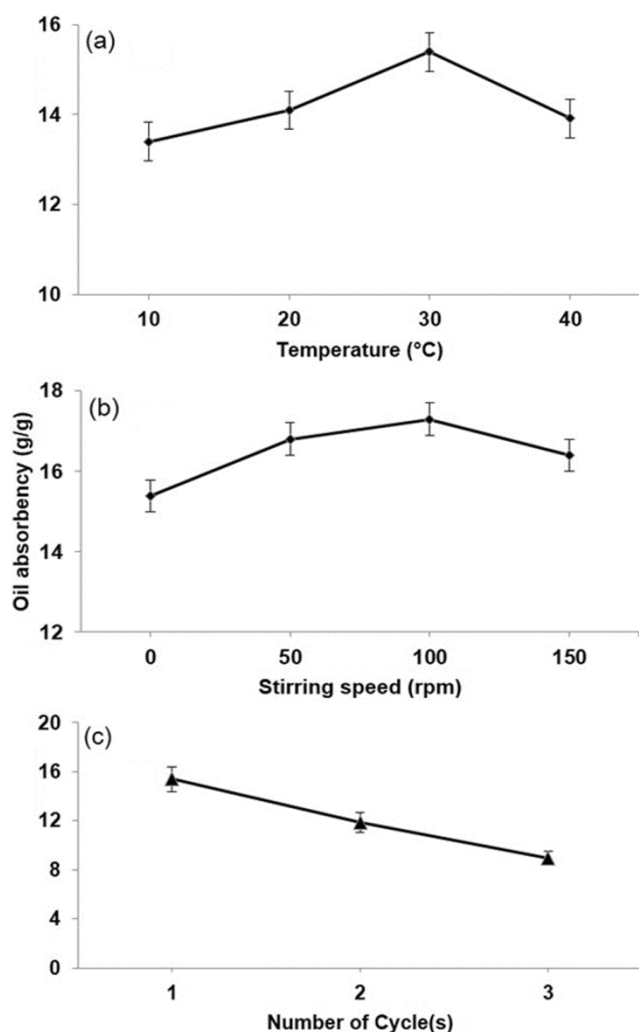 (a)
16
14
12
10
10 20 30 40
Temperature (°C)
Oil absorbency (g/g)
(b)
18
16
14
12
0 50 100 150
Stirring speed (rpm)
(c)
20
16
12
8
4
0
1 2 3
Number of Cycle(s)